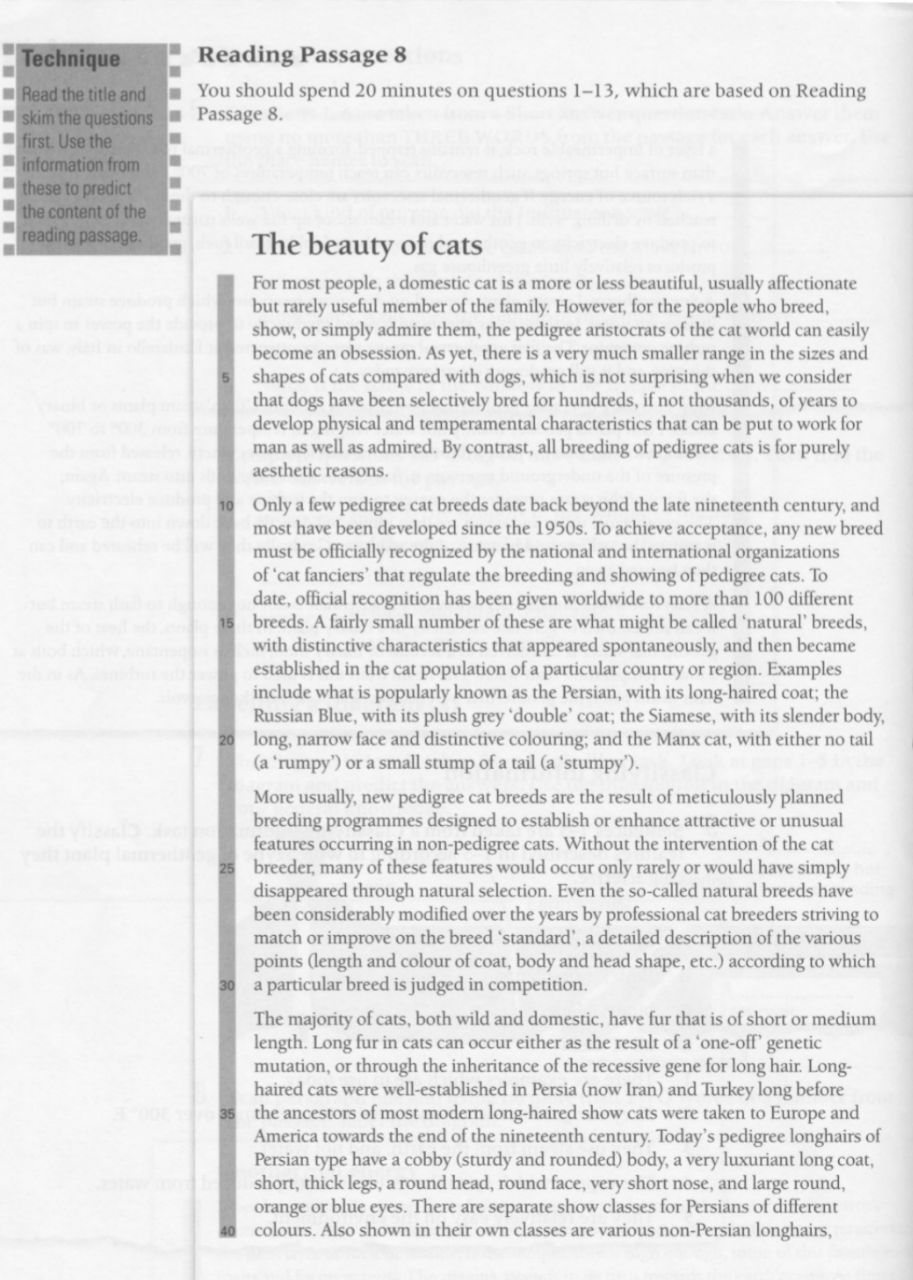 Technique
Read the title and
skim the questions
first. Use the
information from
these to predict
the content of the
reading passage.
Reading Passage 8
You should spend 20 minutes on questions 1–13, which are based on Reading
Passage 8.
The beauty of cats
For most people, a domestic cat is a more or less beautiful, usually affectionate
but rarely useful member of the family. However, for the people who breed,
show, or simply admire them, the pedigree aristocrats of the cat world can easily
become an obsession. As yet, there is a very much smaller range in the sizes and
5 shapes of cats compared with dogs, which is not surprising when we consider
that dogs have been selectively bred for hundreds, if not thousands, of years to
develop physical and temperamental characteristics that can be put to work for
man as well as admired. By contrast, all breeding of pedigree cats is for purely
aesthetic reasons.
10 Only a few pedigree cat breeds date back beyond the late nineteenth century, and
most have been developed since the 1950s. To achieve acceptance, any new breed
must be officially recognized by the national and international organizations
of 'cat fanciers' that regulate the breeding and showing of pedigree cats. To
date, official recognition has been given worldwide to more than 100 different
15 breeds. A fairly small number of these are what might be called 'natural' breeds,
with distinctive characteristics that appeared spontaneously, and then became
established in the cat population of a particular country or region. Examples
include what is popularly known as the Persian, with its long-haired coat; the
Russian Blue, with its plush grey 'double' coat; the Siamese, with its slender body,
20 long, narrow face and distinctive colouring; and the Manx cat, with either no tail
(a 'rumpy') or a small stump of a tail (a 'stumpy').
More usually, new pedigree cat breeds are the result of meticulously planned
breeding programmes designed to establish or enhance attractive or unusual
features occurring in non-pedigree cats. Without the intervention of the cat
25 breeder, many of these features would occur only rarely or would have simply
disappeared through natural selection. Even the so-called natural breeds have
been considerably modified over the years by professional cat breeders striving to
match or improve on the breed 'standard', a detailed description of the various
points (length and colour of coat, body and head shape, etc.) according to which
30 a particular breed is judged in competition.
The majority of cats, both wild and domestic, have fur that is of short or medium
length. Long fur in cats can occur either as the result of a 'one-off' genetic
mutation, or through the inheritance of the recessive gene for long hair. Long-
haired cats were well-established in Persia (now Iran) and Turkey long before
35 the ancestors of most modern long-haired show cats were taken to Europe and
America towards the end of the nineteenth century. Today's pedigree longhairs of
Persian type have a cobby (sturdy and rounded) body, a very luxuriant long coat,
short, thick legs, a round head, round face, very short nose, and large round,
orange or blue eyes. There are separate show classes for Persians of different
40 colours. Also shown in their own classes are various non-Persian longhairs,